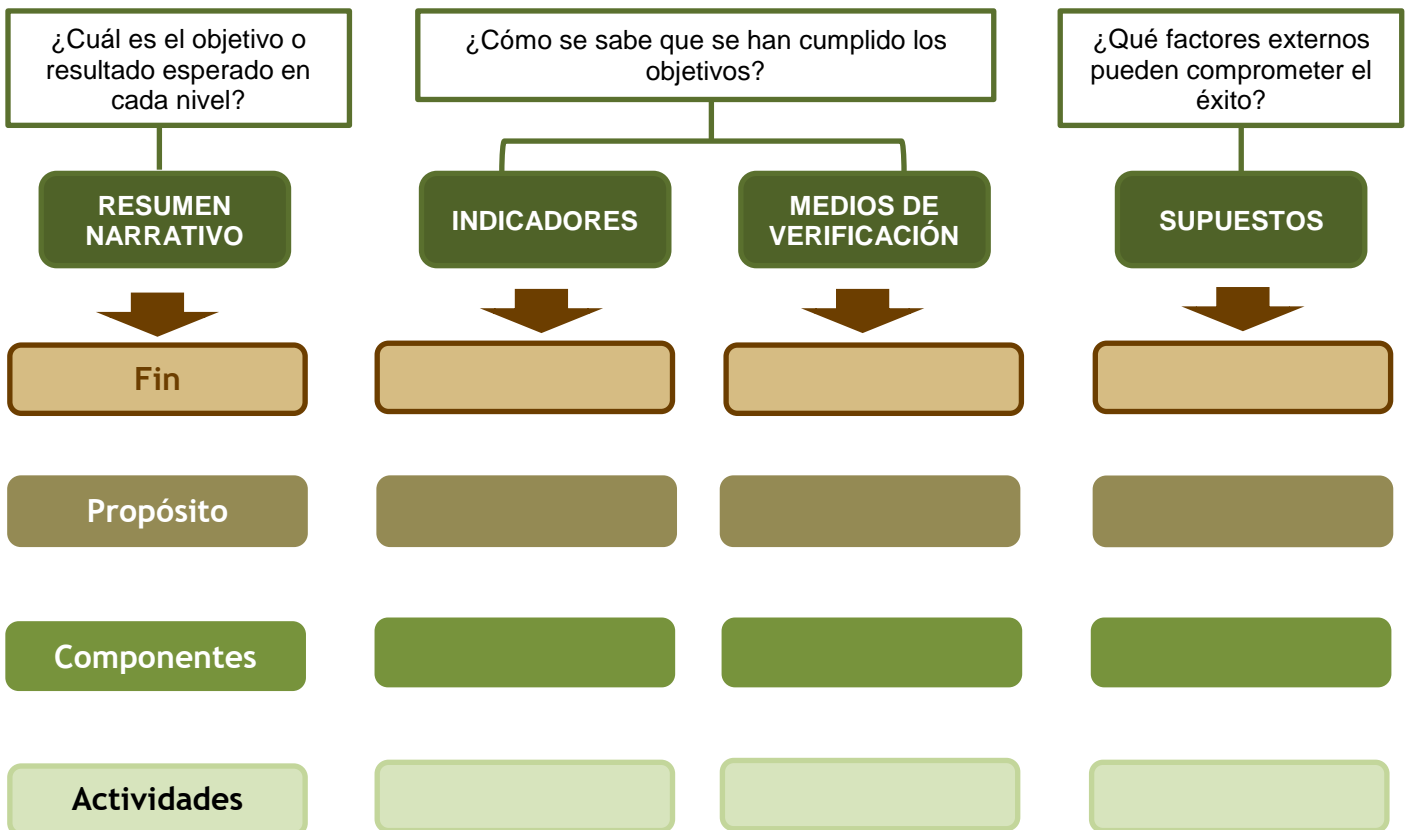 ¿Cuál es el objetivo o
resultado esperado en
cada nivel?
¿Cómo se sabe que se han cumplido los
objetivos?
¿Qué factores externos
pueden comprometer el
éxito?
RESUMEN
NARRATIVO
INDICADORES
MEDIOS DE
VERIFICACIÓN
SUPUESTOS
Fin
Propósito
Componentes
Actividades